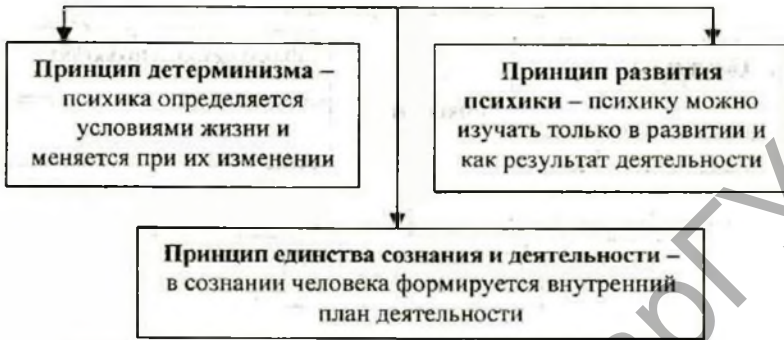 Принцип детерминизма –
психика определяется
условиями жизни и
меняется при их изменении
Принцип развития
психики – психику можно
изучать только в развитии и
как результат деятельности
Принцип единства сознания и деятельности –
в сознании человека формируется внутренний
план деятельности